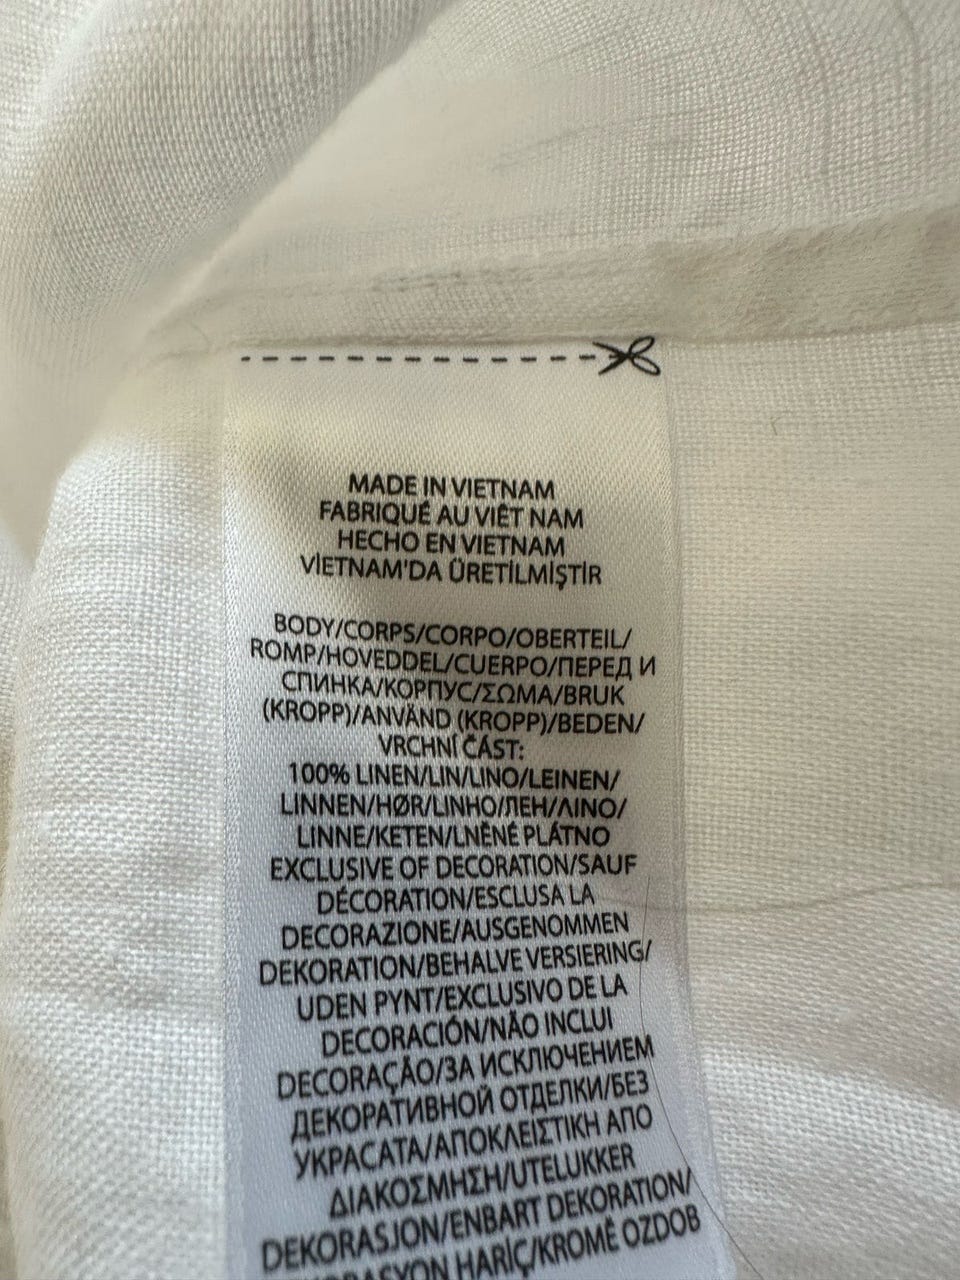 MADE IN VIETNAM
FABRIQUÉ AU VIÊT NAM
HECHO EN VIETNAM
VİETNAM'DA ÜRETİLMİŞTİR
BODY/CORPS/CORPO/OBERTEIL/
ROMP/HOVEDDEL/CUERPO/ПЕРЕД И
СПИНКА/КОРПУС/ΣΩΜΑ/BRUK
(KROPP)/ANVÄND (KROPP)/BEDEN/
VRCHNÍ ČÁST:
100% LINEN/LIN/LINO/LEINEN/
LINNEN/HØR/LINHO/ЛЕН/ΛΙΝΟ/
LINNE/KETEN/LNĚNÉ PLÁTNO
EXCLUSIVE OF DECORATION/SAUF
DÉCORATION/ESCLUSA LA
DECORAZIONE/AUSGENOMMEN
DEKORATION/BEHALVE VERSIERING/
UDEN PYNT/EXCLUSIVO DE LA
DECORACIÓN/NÃO INCLUI
DECORAÇÃO/ЗА ИСКЛЮЧЕНИЕМ
ДЕКОРАТИВНОЙ ОТДЕЛКИ/БЕЗ
УКРАСАТА/ΑΠΟΚΛΕΙΣΤΙΚΗ ΑΠΟ
ΔΙΑΚΟΣΜΗΣΗ/UTELUKKER
DEKORASJON/ENBART DEKORATION/
HARİÇ/KROMĚ OZDOB